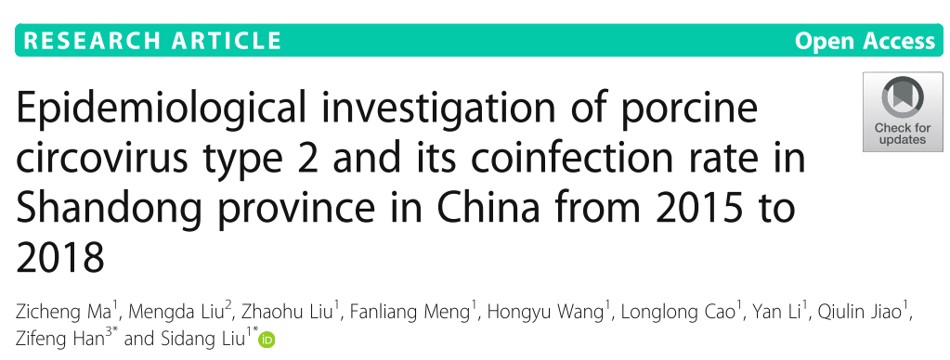 RESEARCH ARTICLE Open Access
Epidemiological investigation of porcine
circovirus type 2 and its coinfection rate in
Shandong province in China from 2015 to
2018
Check for
updates
Zicheng Ma1, Mengda Liu2, Zhaohu Liu1, Fanliang Meng1, Hongyu Wang1, Longlong Cao1, Yan Li1, Qiulin Jiao1,
Zifeng Han3* and Sidang Liu1* iD